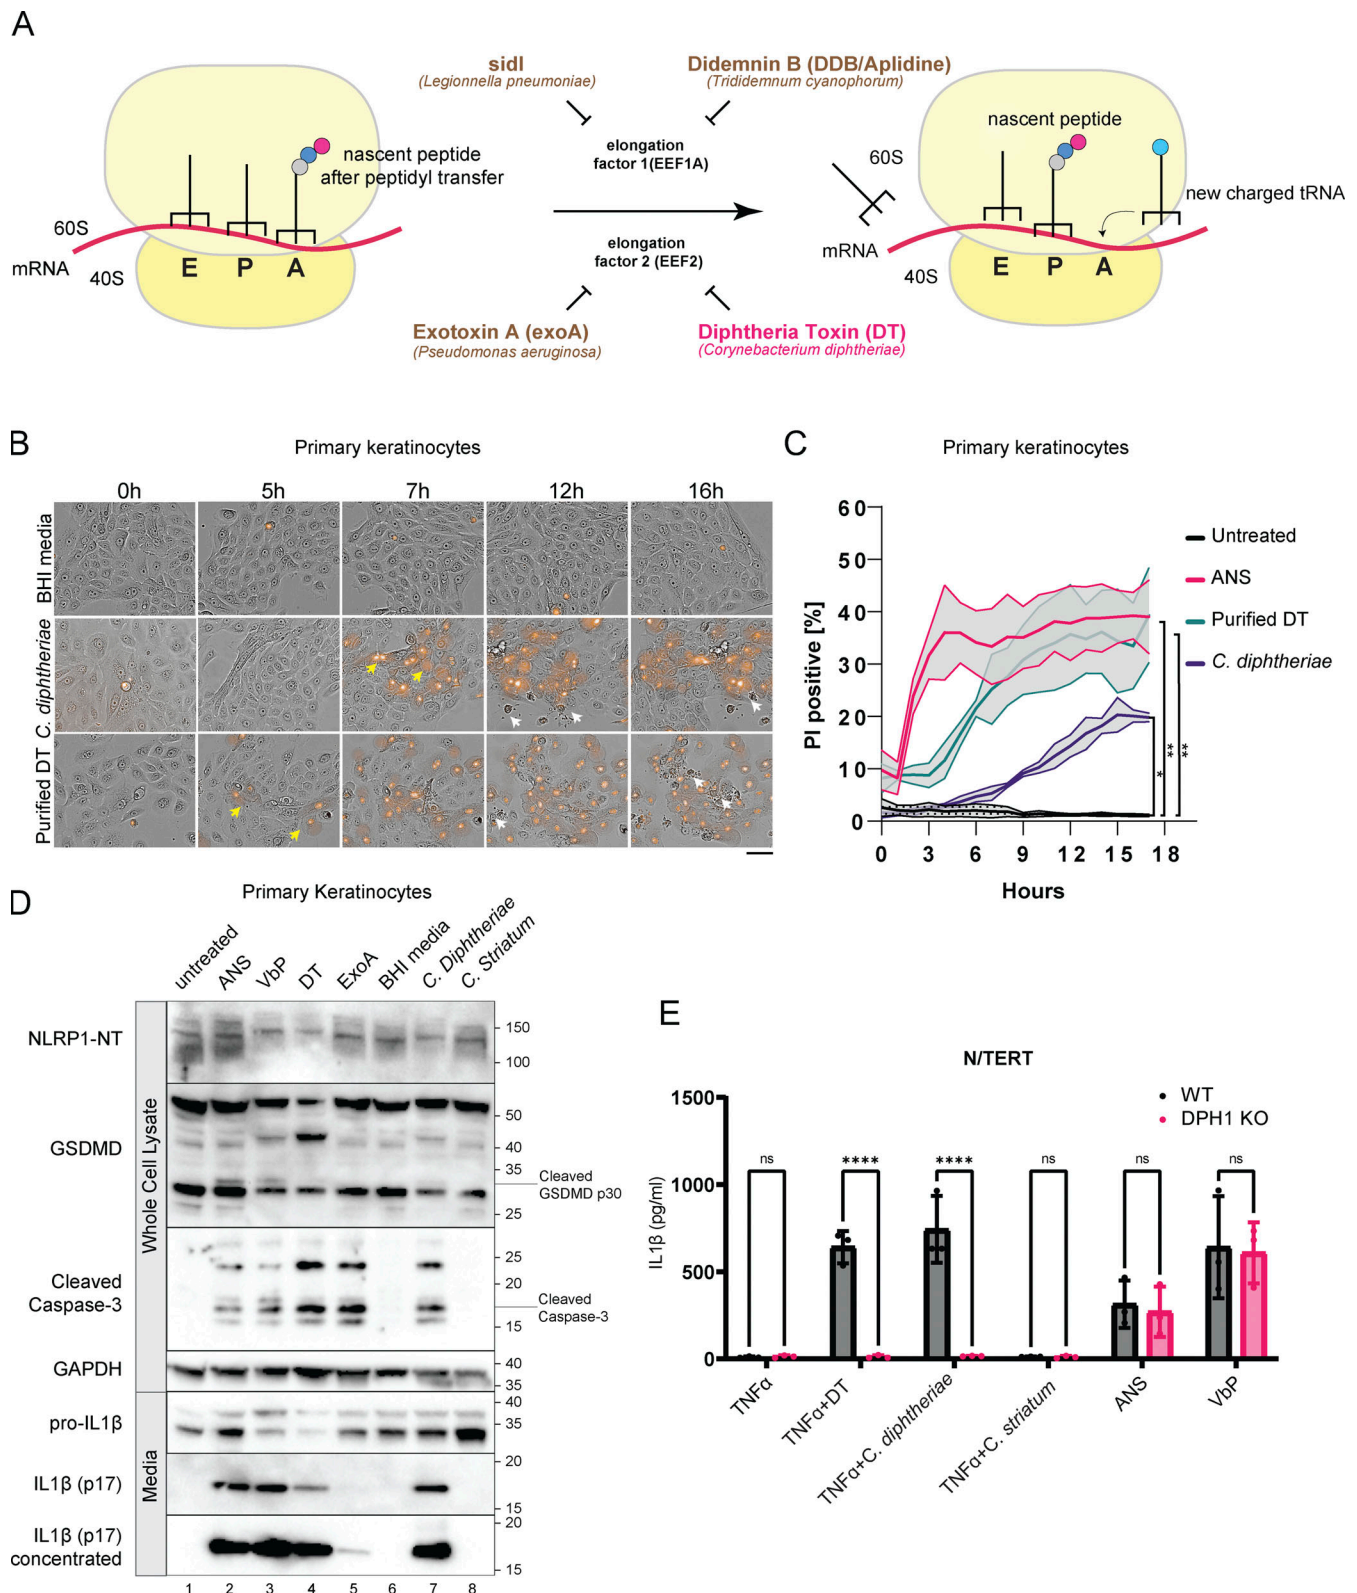 A
sidI
(Legionnella pneumoniae)
Didemnin B (DDB/Aplidine)
(Trididemnum cyanophorum)
nascent peptide
after peptidyl transfer
elongation
factor 1(EEF1A)
60S
nascent peptide
new charged tRNA
60S
mRNA
40S
E P A
elongation
factor 2 (EEF2)
mRNA
40S
E P A
Exotoxin A (exoA)
(Pseudomonas aeruginosa)
Diphtheria Toxin (DT)
(Corynebacterium diphtheriae)
B
Primary keratinocytes
0h 5h 7h 12h 16h
BHI media
C. diphtheriae
Purified DT
C
Primary keratinocytes
PI positive [%]
60
50
40
30
20
10
0
0 3 6 9 12 15 18
Hours
Untreated
ANS
Purified DT
C. diphtheriae
*
**
**
D
Primary Keratinocytes
untreated
ANS
VbP
DT
ExoA
BHI media
C. Diphtheriae
C. Striatum
Whole Cell Lysate
Media
NLRP1-NT
150
100
GSDMD
50
40
35
25
Cleaved
GSDMD p30
Cleaved
Caspase-3
25
20
15
Cleaved
Caspase-3
GAPDH
40
35
pro-IL1β
40
35
IL1β (p17)
20
15
IL1β (p17)
concentrated
20
15
1 2 3 4 5 6 7 8
E
N/TERT
WT
DPH1 KO
IL1β (pg/ml)
1500
1000
500
0
ns **** **** ns ns ns
TNFα
TNFα+DT
TNFα+C. diphtheriae
TNFα+C. striatum
ANS
VbP